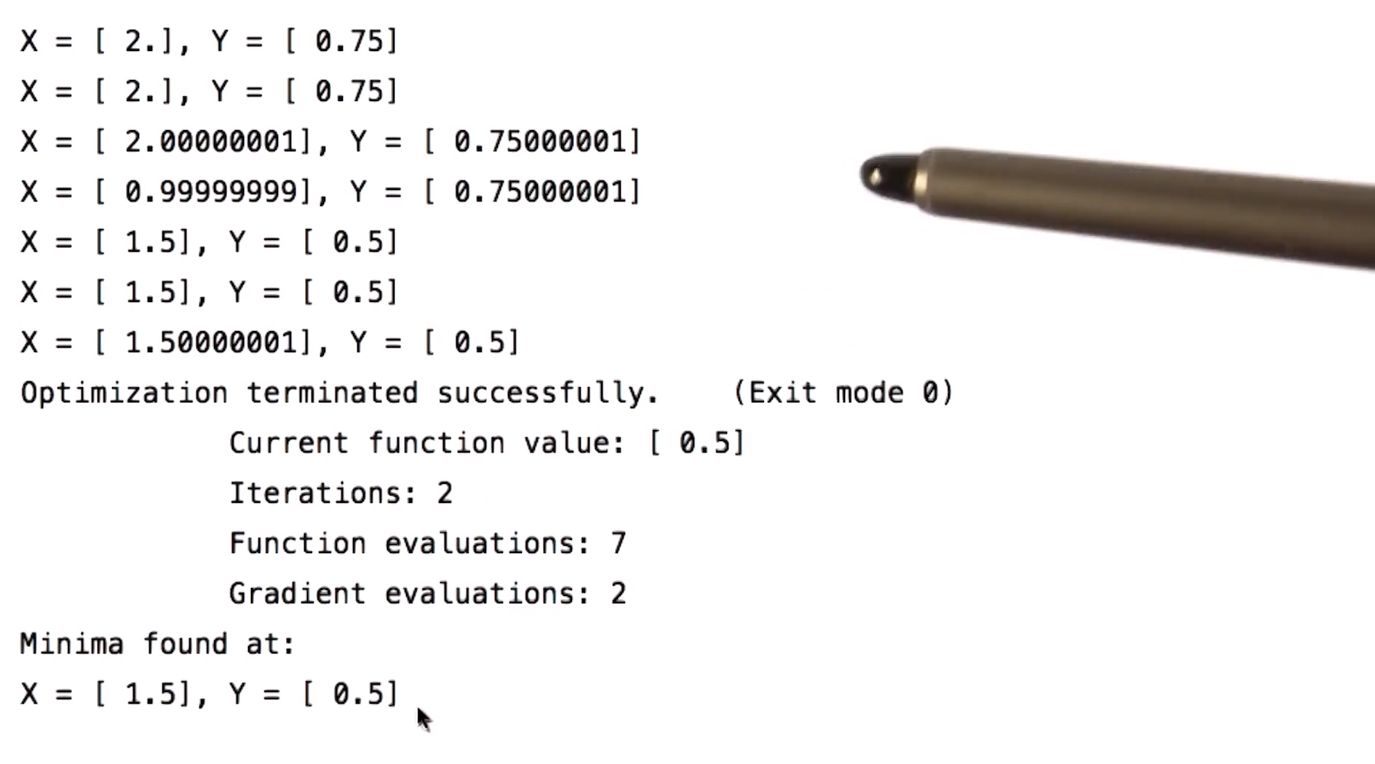 X = [ 2.], Y = [ 0.75]
X = [ 2.], Y = [ 0.75]
X = [ 2.00000001], Y = [ 0.75000001]
X = [ 0.99999999], Y = [ 0.75000001]
X = [ 1.5], Y = [ 0.5]
X = [ 1.5], Y = [ 0.5]
X = [ 1.50000001], Y = [ 0.5]
Optimization terminated successfully.    (Exit mode 0)
Current function value: [ 0.5]
Iterations: 2
Function evaluations: 7
Gradient evaluations: 2
Minima found at:
X = [ 1.5], Y = [ 0.5]